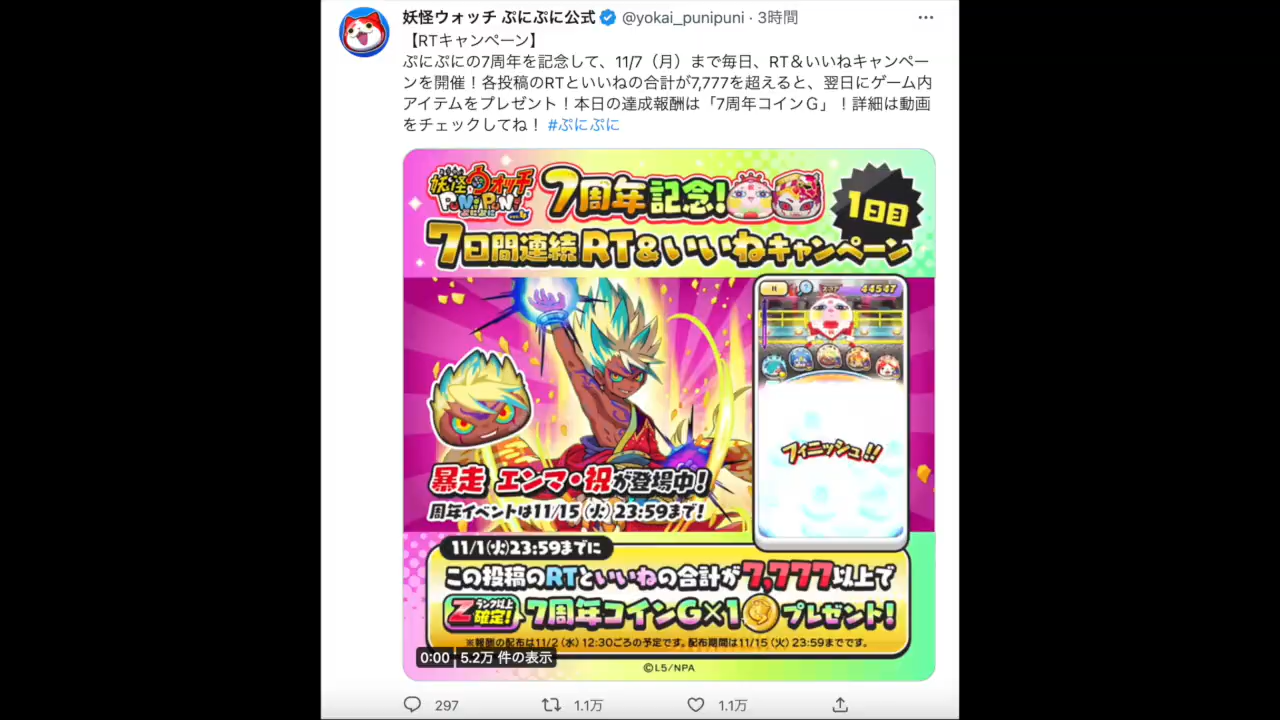 妖怪ウォッチ ぷにぷに公式 @yokai_punipuni · 3時間
【RTキャンペーン】
ぷにぷにの7周年を記念して、11/7（月）まで毎日、RT＆いいねキャンペー
ンを開催！各投稿のRTといいねの合計が7,777を超えると、翌日にゲーム内
アイテムをプレゼント！本日の達成報酬は「7周年コインＧ」！詳細は動画
をチェックしてね！ #ぷにぷに
妖怪ウォッチ
PUNiPUNi
ぷにぷに
7周年記念!
1日目
7日間連続RT&いいねキャンペーン
スコア
44547
フィニッシュ!!
暴走 エンマ・祝が登場中!
周年イベントは11/15(火) 23:59まで!
11/1(火)23:59までに
この投稿のRTといいねの合計が7,777以上で
Zランク以上
確定!
7周年コインG×1
プレゼント!
※報酬の配布は11/2(水) 12:30ごろの予定です。配布期間は11/15(火) 23:59までです。
0:00 5.2万 件の表示
©L5/NPA
297 1.1万 1.1万